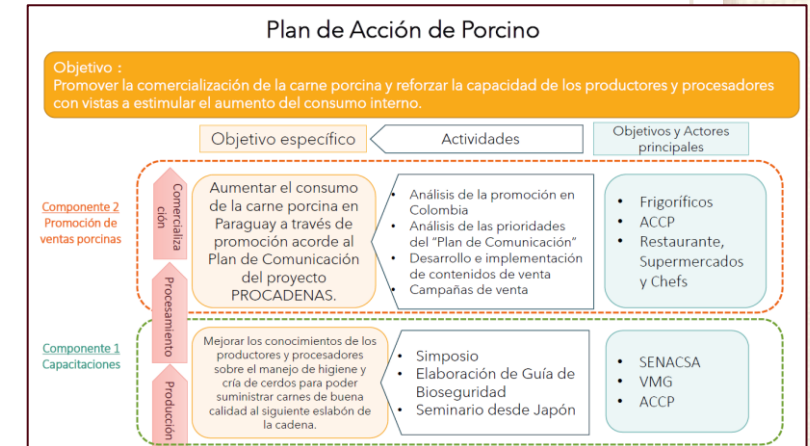 Plan de Acción de Porcino
Objetivo :
Promover la comercialización de la carne porcina y reforzar la capacidad de los productores y procesadores
con vistas a estimular el aumento del consumo interno.
Objetivo específico
Actividades
Objetivos y Actores
principales
Componente 2
Promoción de
ventas porcinas
Comercializa
ción
Aumentar el consumo
de la carne porcina en
Paraguay a través de
promoción acorde al
Plan de Comunicación
del proyecto
PROCADENAS.
• Análisis de la promoción en
Colombia
• Análisis de las prioridades
del "Plan de Comunicación"
• Desarrollo e implementación
de contenidos de venta
• Campañas de venta
• Frigoríficos
• ACCP
• Restaurante,
Supermercados
y Chefs
Procesamiento
Componente 1
Capacitaciones
Producción
Mejorar los conocimientos de los
productores y procesadores
sobre el manejo de higiene y
cría de cerdos para poder
suministrar carnes de buena
calidad al siguiente eslabón de
la cadena.
• Simposio
• Elaboración de Guía de
Bioseguridad
• Seminario desde Japón
• SENACSA
• VMG
• ACCP